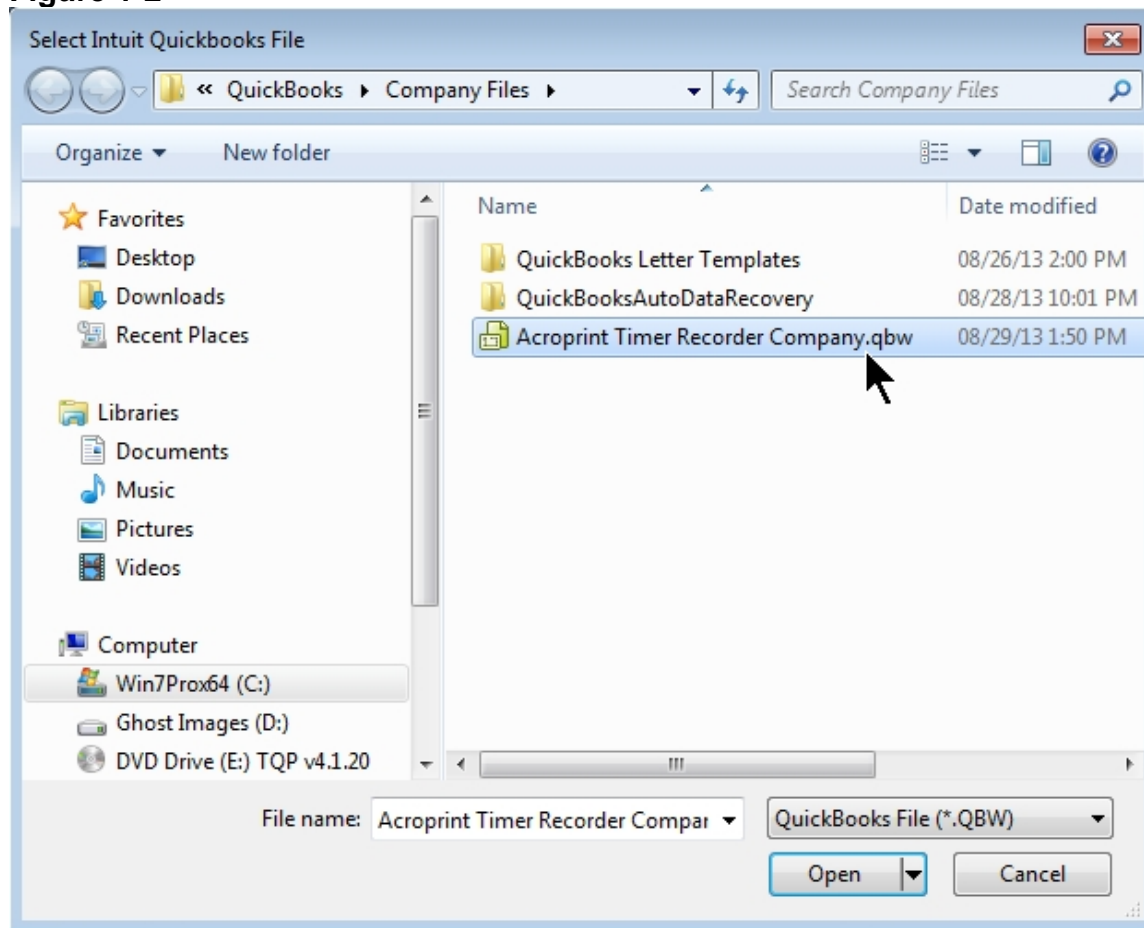 Select Intuit Quickbooks File
« QuickBooks Company Files
Search Company Files
Organize New folder
Favorites
Desktop
Downloads
Recent Places
Libraries
Documents
Music
Pictures
Videos
Computer
Win7Prox64 (C:)
Ghost Images (D:)
DVD Drive (E:) TQP v4.1.20
Name Date modified
QuickBooks Letter Templates 08/26/13 2:00 PM
QuickBooksAutoDataRecovery 08/28/13 10:01 PM
Acroprint Timer Recorder Company.qbw 08/29/13 1:50 PM
File name: Acroprint Timer Recorder Compar QuickBooks File (*.QBW)
Open Cancel